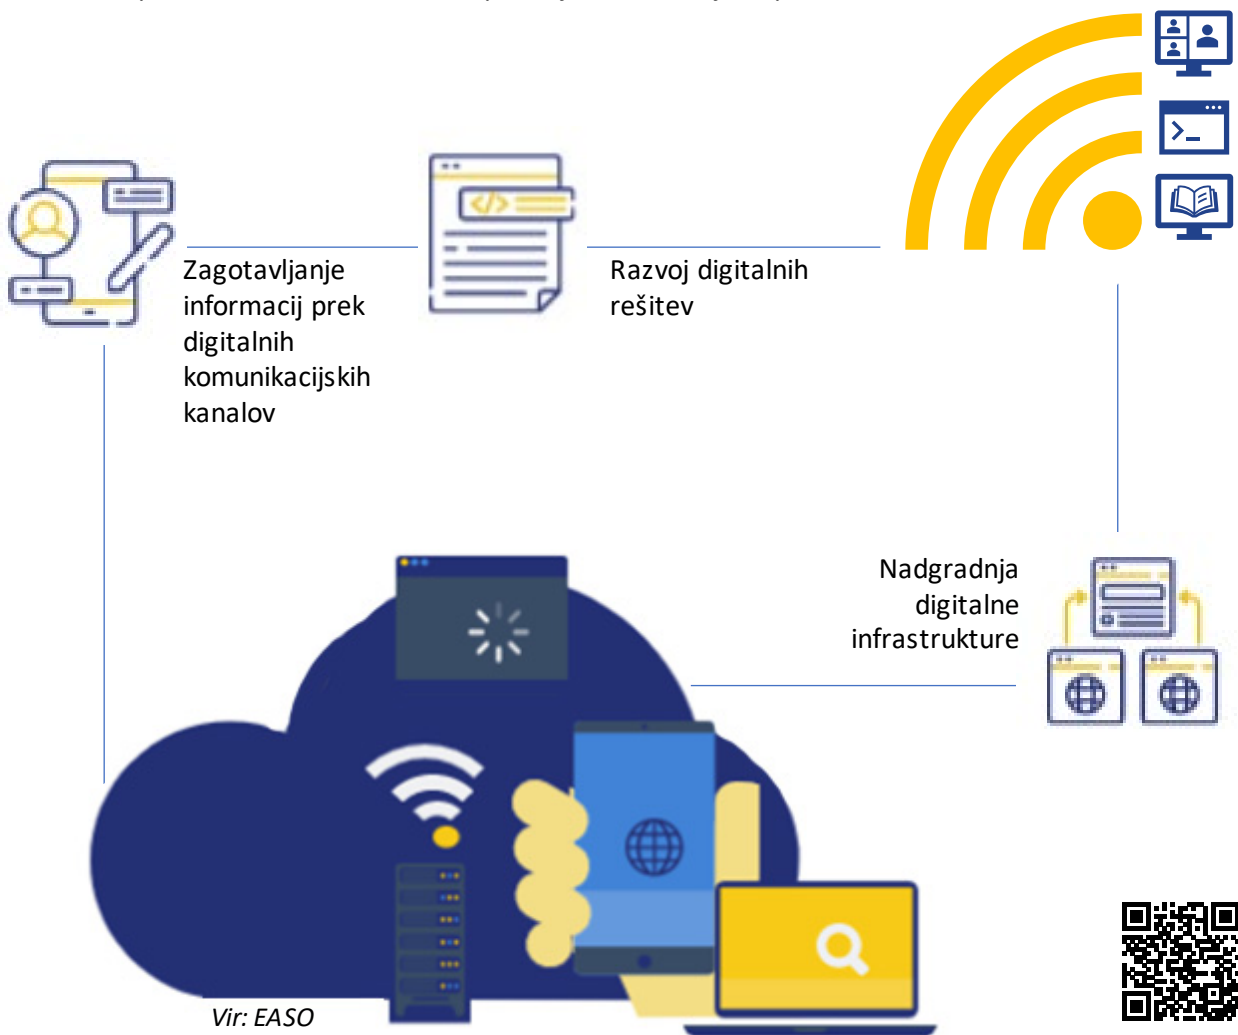 Zagotavljanje
informacij prek
digitalnih
komunikacijskih
kanalov
Razvoj digitalnih
rešitev
Nadgradnja
digitalne
infrastrukture
Vir: EASO